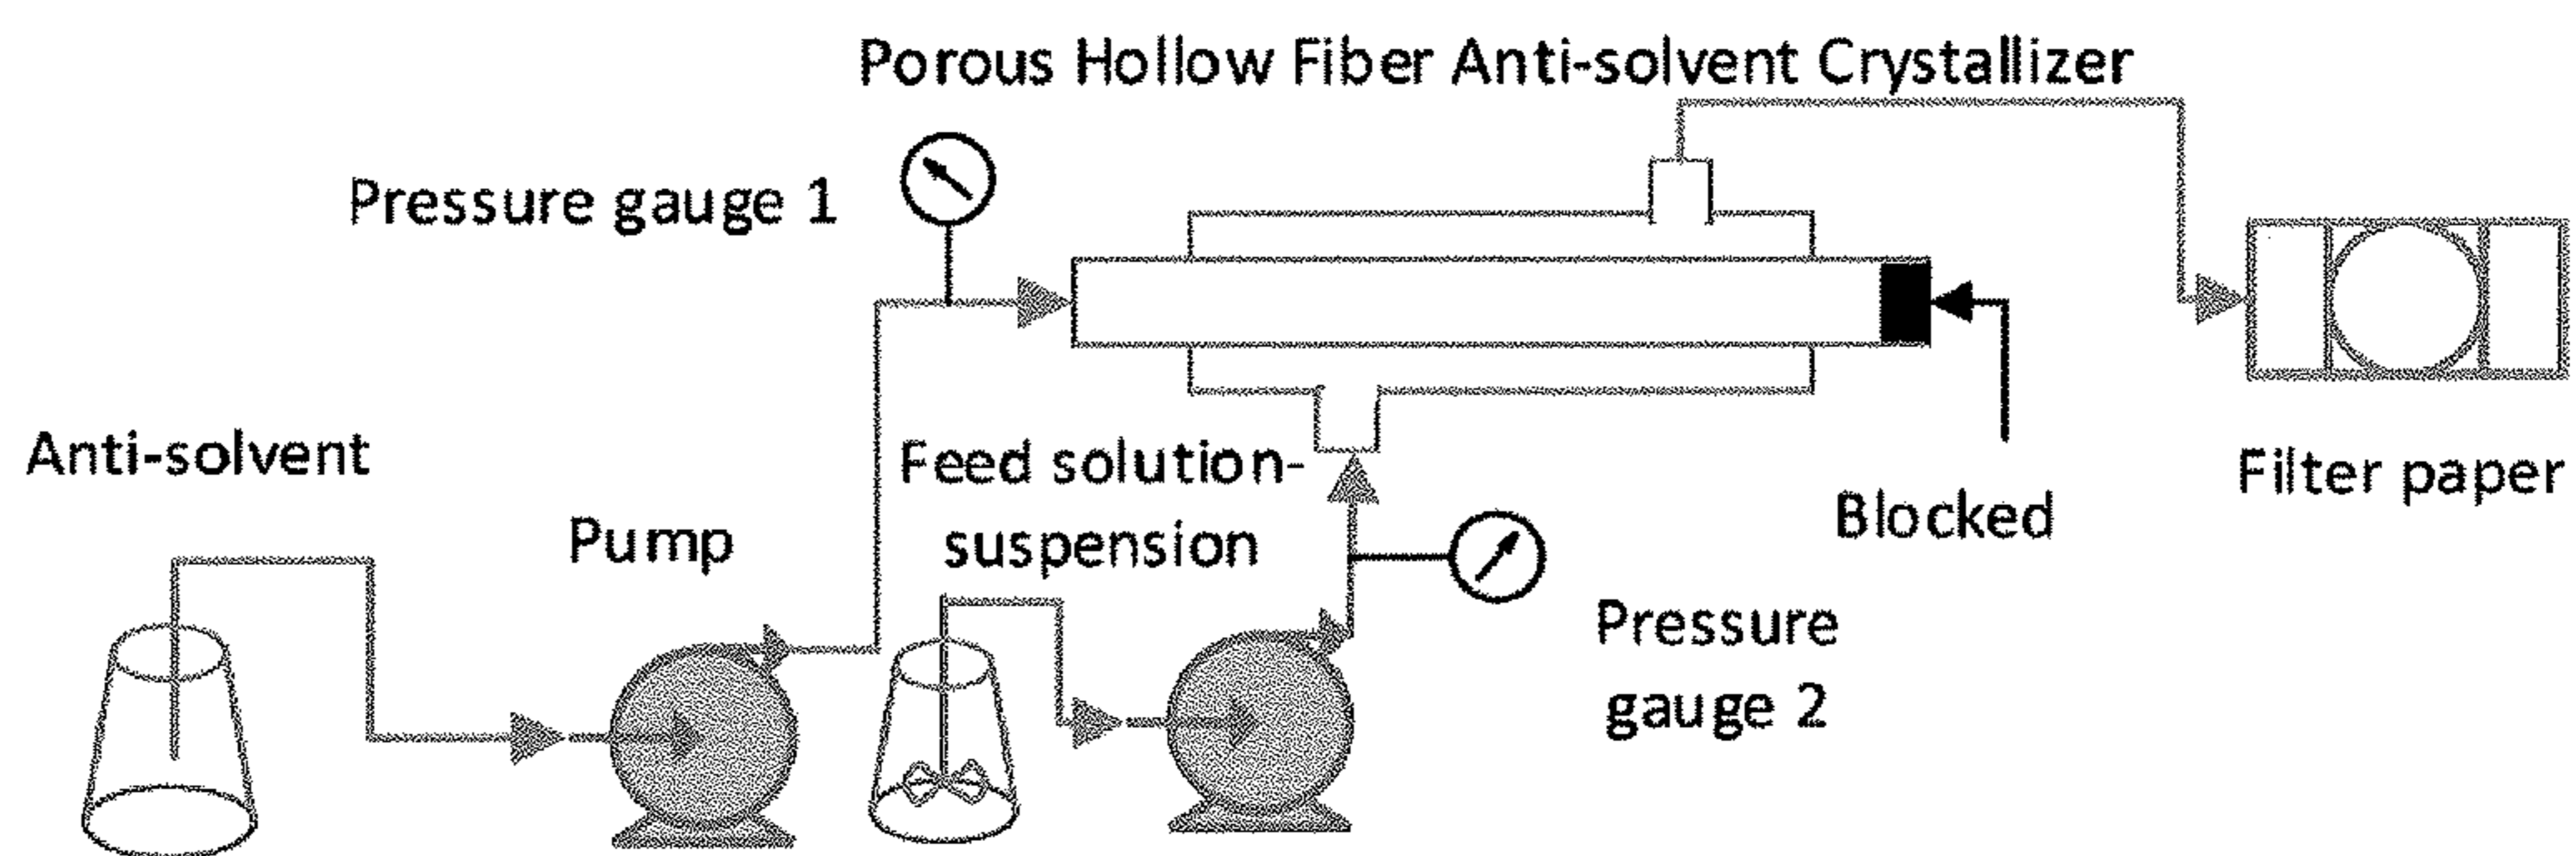 Porous Hollow Fiber Anti-solvent Crystallizer
Pressure gauge 1
Anti-solvent
Pump
Feed solution-
suspension
Blocked
Filter paper
Pressure
gauge 2